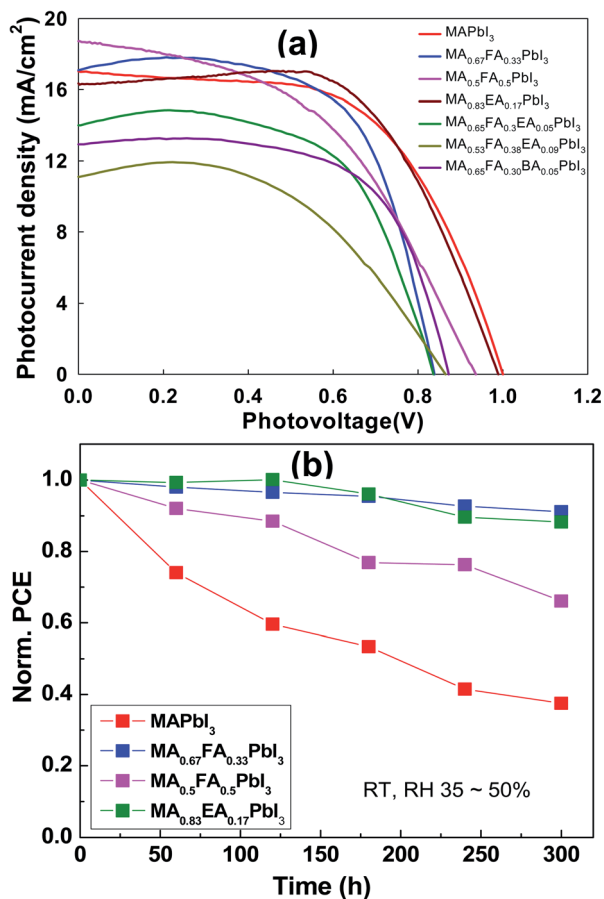 (a)
Photocurrent density (mA/cm²)
20
16
12
8
4
0
MAPbI₃
MA₀.₆₇FA₀.₃₃PbI₃
MA₀.₅FA₀.₅PbI₃
MA₀.₈₃EA₀.₁₇PbI₃
MA₀.₆₅FA₀.₃EA₀.₀₅PbI₃
MA₀.₅₃FA₀.₃₈EA₀.₀₉PbI₃
MA₀.₆₅FA₀.₃₀BA₀.₀₅PbI₃
0.0 0.2 0.4 0.6 0.8 1.0 1.2
Photovoltage(V)
(b)
Norm. PCE
1.0
0.8
0.6
0.4
0.2
0.0
MAPbI₃
MA₀.₆₇FA₀.₃₃PbI₃
MA₀.₅FA₀.₅PbI₃
MA₀.₈₃EA₀.₁₇PbI₃
RT, RH 35 ~ 50%
0 50 100 150 200 250 300
Time (h)